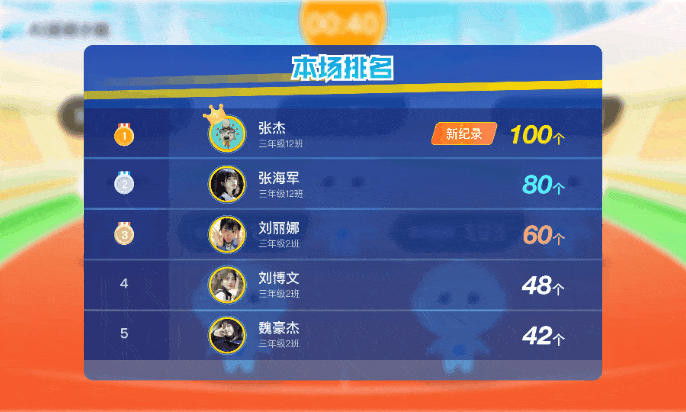 00:40
本场排名
1
张杰
三年级12班
新纪录
100个
2
张海军
三年级12班
80个
3
刘丽娜
三年级2班
60个
4
刘博文
三年级2班
48个
5
魏豪杰
三年级2班
42个